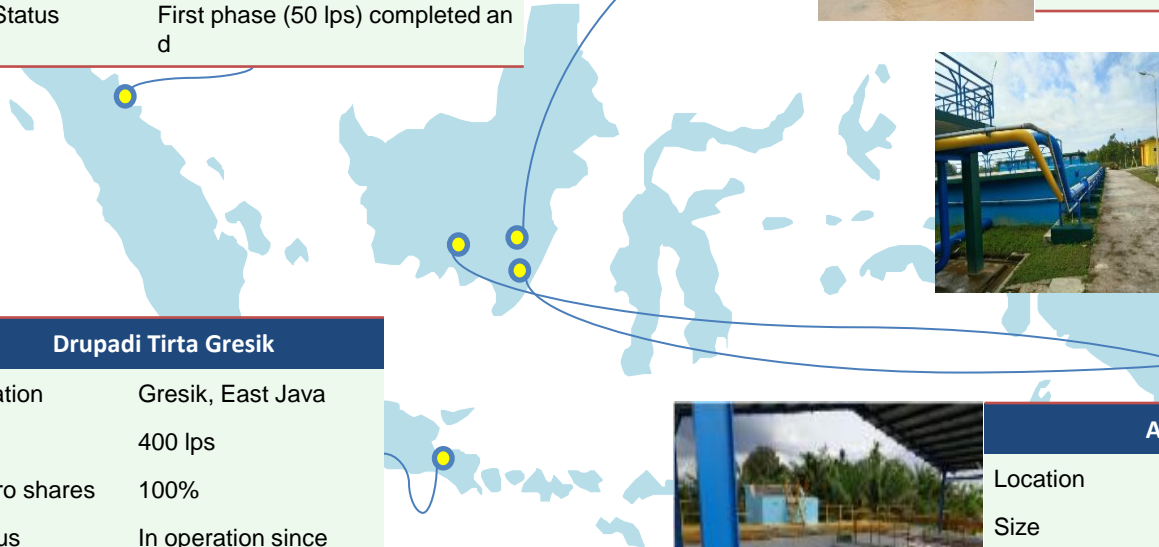 Status First phase (50 lps) completed an
d
Drupadi Tirta Gresik
ation Gresik, East Java
400 lps
ro shares 100%
us In operation since
A
Location
Size